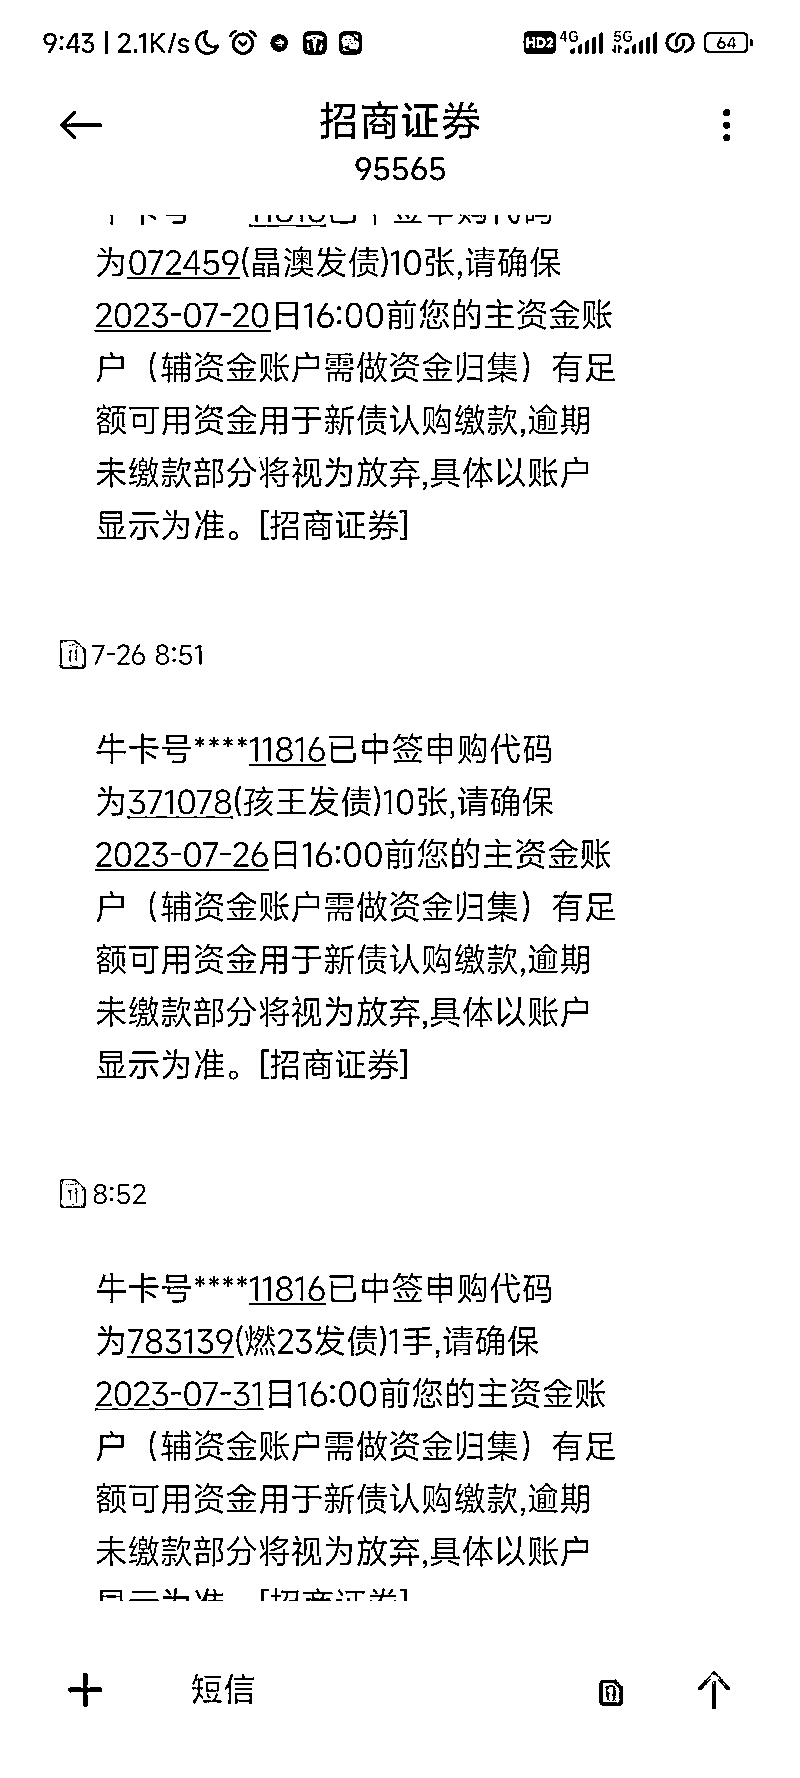 9:43 | 2.1K/s HD2 4G 5G 64
招商证券
95565
为072459(晶澳发债)10张,请确保
2023-07-20日16:00前您的主资金账
户（辅资金账户需做资金归集）有足
额可用资金用于新债认购缴款,逾期
未缴款部分将视为放弃,具体以账户
显示为准。[招商证券]
7-26 8:51
牛卡号****11816已中签申购代码
为371078(孩王发债)10张,请确保
2023-07-26日16:00前您的主资金账
户（辅资金账户需做资金归集）有足
额可用资金用于新债认购缴款,逾期
未缴款部分将视为放弃,具体以账户
显示为准。[招商证券]
8:52
牛卡号****11816已中签申购代码
为783139(燃23发债)1手,请确保
2023-07-31日16:00前您的主资金账
户（辅资金账户需做资金归集）有足
额可用资金用于新债认购缴款,逾期
未缴款部分将视为放弃,具体以账户
显示为准。[招商证券]
短信